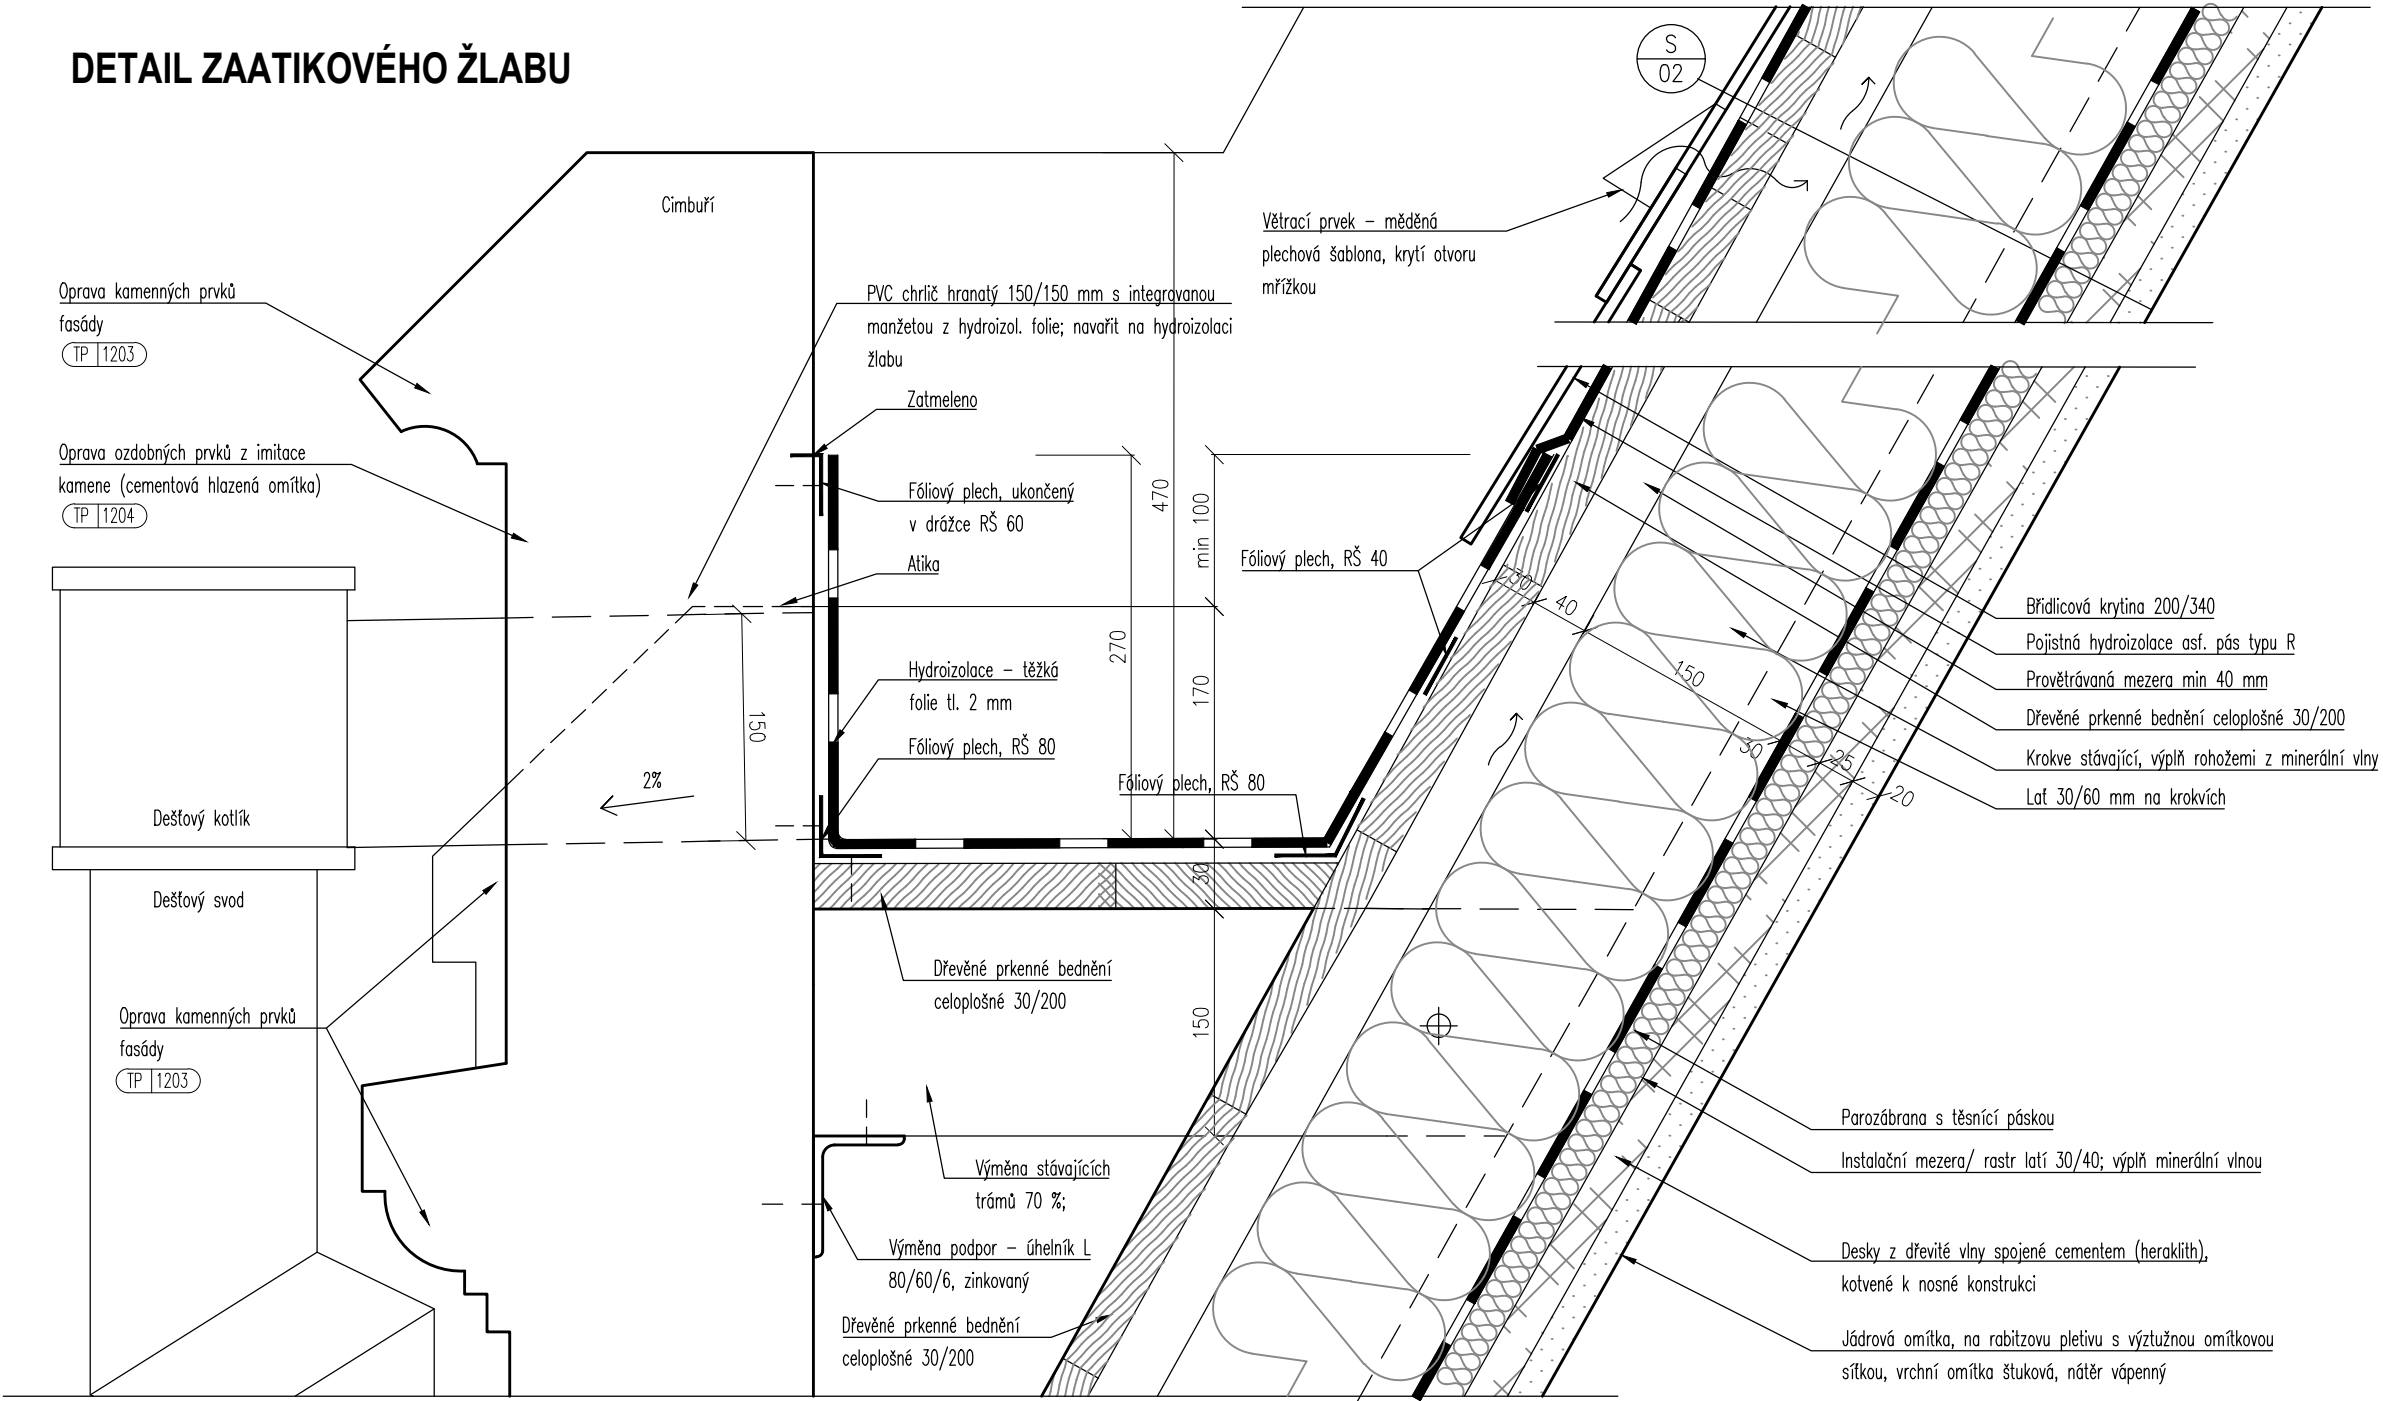 DETAIL ZAATIKOVÉHO ŽLABU
S
02
Cimbuří
Větrací prvek – měděná
plechová šablona, krytí otvoru
mřížkou
Oprava kamenných prvků
fasády
TP 1203
PVC chrlič hranatý 150/150 mm s integrovanou
manžetou z hydroizol. folie; navařit na hydroizolaci
žlabu
Zatmeleno
Oprava ozdobných prvků z imitace
kamene (cementová hlazená omítka)
TP 1204
Fóliový plech, ukončený
v drážce RŠ 60
470
min 100
Atika
Fóliový plech, RŠ 40
30
40
150
30
25
20
Břidlicová krytina 200/340
Pojistná hydroizolace asf. pás typu R
Provětrávaná mezera min 40 mm
Dřevěné prkenné bednění celoplošné 30/200
Krokve stávající, výplň rohožemi z minerální vlny
Lať 30/60 mm na krokvích
270
170
Hydroizolace – těžká
folie tl. 2 mm
150
Fóliový plech, RŠ 80
Fóliový plech, RŠ 80
2%
Dešťový kotlík
30
Dešťový svod
Dřevěné prkenné bednění
celoplošné 30/200
150
Oprava kamenných prvků
fasády
TP 1203
Parozábrana s těsnící páskou
Instalační mezera/ rastr latí 30/40; výplň minerální vlnou
Výměna stávajících
trámů 70 %;
Výměna podpor – úhelník L
80/60/6, zinkovaný
Desky z dřevité vlny spojené cementem (heraklith),
kotvené k nosné konstrukci
Dřevěné prkenné bednění
celoplošné 30/200
Jádrová omítka, na rabitzovu pletivu s výztužnou omítkovou
síťkou, vrchní omítka štuková, nátěr vápenný